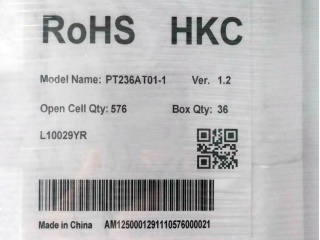 RoHS HKC
Model Name: PT236AT01-1 Ver. 1.2
Open Cell Qty: 576 Box Qty: 36
L10029YR
Made in China AM1250001291110576000021